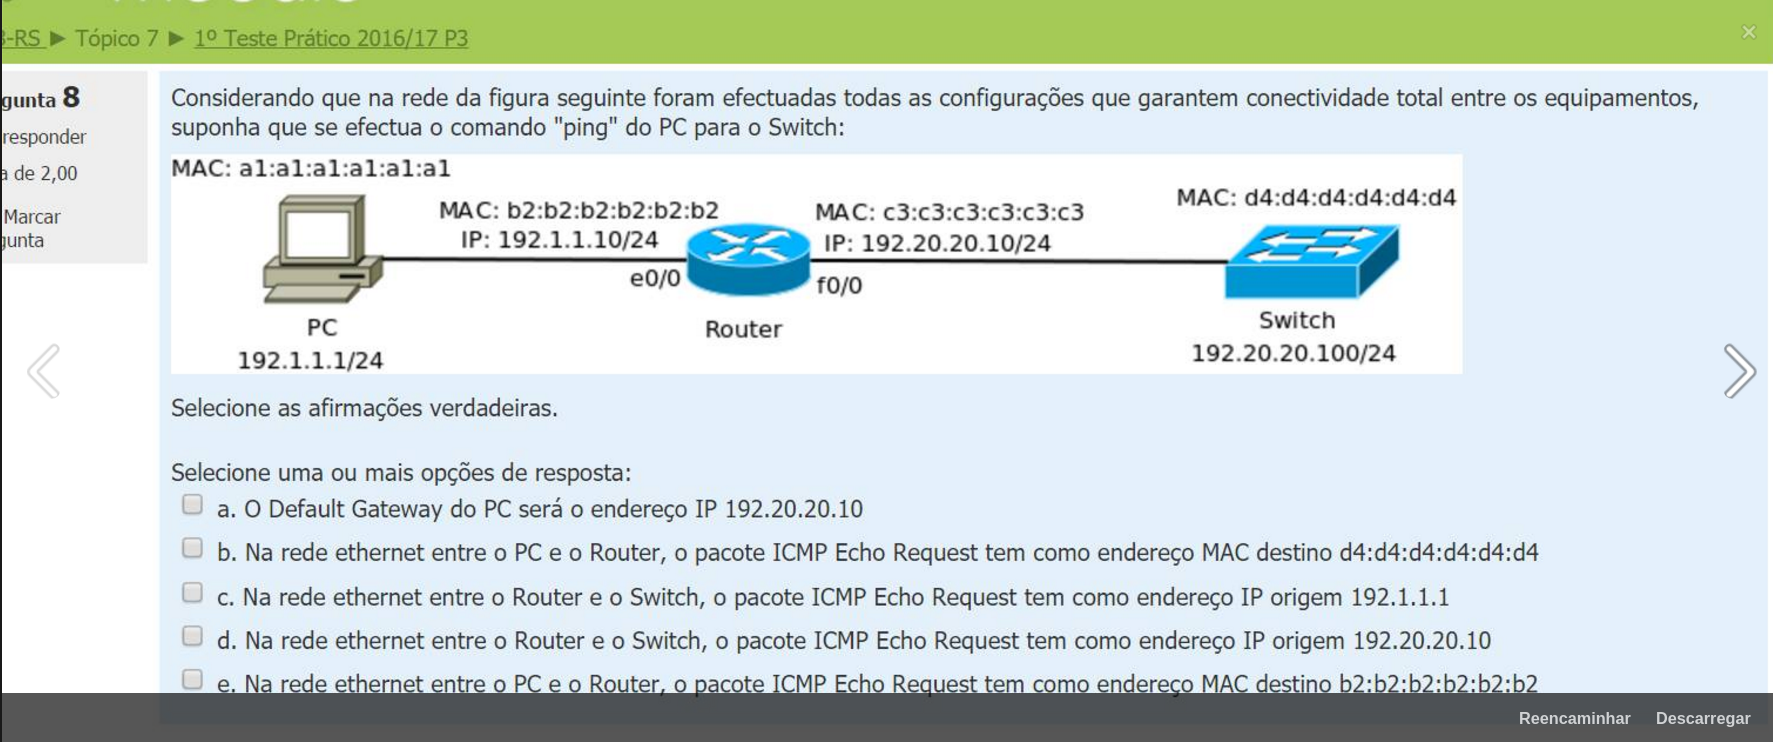 3-RS ► Tópico 7 ► 1º Teste Prático 2016/17 P3
×
gunta 8
responder
a de 2,00
Marcar
gunta
Considerando que na rede da figura seguinte foram efectuadas todas as configurações que garantem conectividade total entre os equipamentos,
suponha que se efectua o comando "ping" do PC para o Switch:
MAC: a1:a1:a1:a1:a1:a1
MAC: b2:b2:b2:b2:b2:b2
IP: 192.1.1.10/24
MAC: c3:c3:c3:c3:c3:c3
IP: 192.20.20.10/24
MAC: d4:d4:d4:d4:d4:d4
e0/0
f0/0
PC
192.1.1.1/24
Router
Switch
192.20.20.100/24
Selecione as afirmações verdadeiras.
Selecione uma ou mais opções de resposta:
a. O Default Gateway do PC será o endereço IP 192.20.20.10
b. Na rede ethernet entre o PC e o Router, o pacote ICMP Echo Request tem como endereço MAC destino d4:d4:d4:d4:d4:d4
c. Na rede ethernet entre o Router e o Switch, o pacote ICMP Echo Request tem como endereço IP origem 192.1.1.1
d. Na rede ethernet entre o Router e o Switch, o pacote ICMP Echo Request tem como endereço IP origem 192.20.20.10
e. Na rede ethernet entre o PC e o Router, o pacote ICMP Echo Request tem como endereço MAC destino b2:b2:b2:b2:b2:b2
Reencaminhar Descarregar